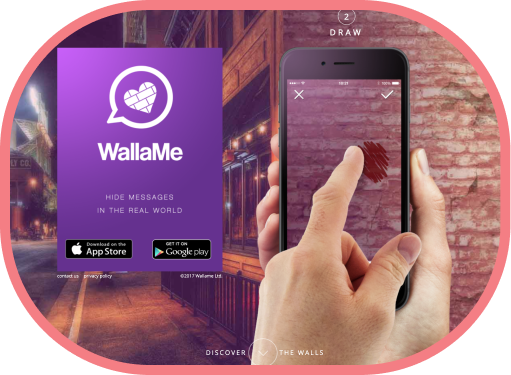 2
DRAW
WallaMe
HIDE MESSAGES
IN THE REAL WORLD
Download on the
App Store
GET IT ON
Google play
contact us privacy policy
©2017 Wallame Ltd.
DISCOVER THE WALLS